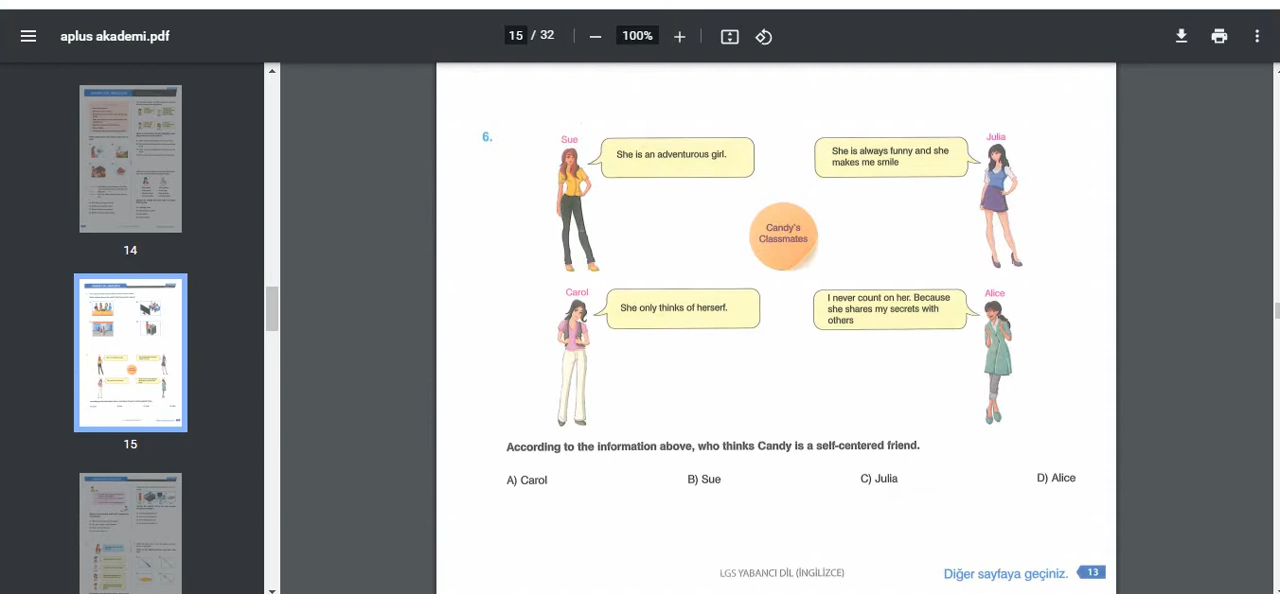 aplus akademi.pdf
15 / 32
100%
14
15
6.
Sue
She is an adventurous girl.
Julia
She is always funny and she
makes me smile
Candy's
Classmates
Carol
She only thinks of herserf.
Alice
I never count on her. Because
she shares my secrets with
others
According to the information above, who thinks Candy is a self-centered friend.
A) Carol
B) Sue
C) Julia
D) Alice
LGS YABANCI DİL (İNGİLİZCE)
Diğer sayfaya geçiniz.
13